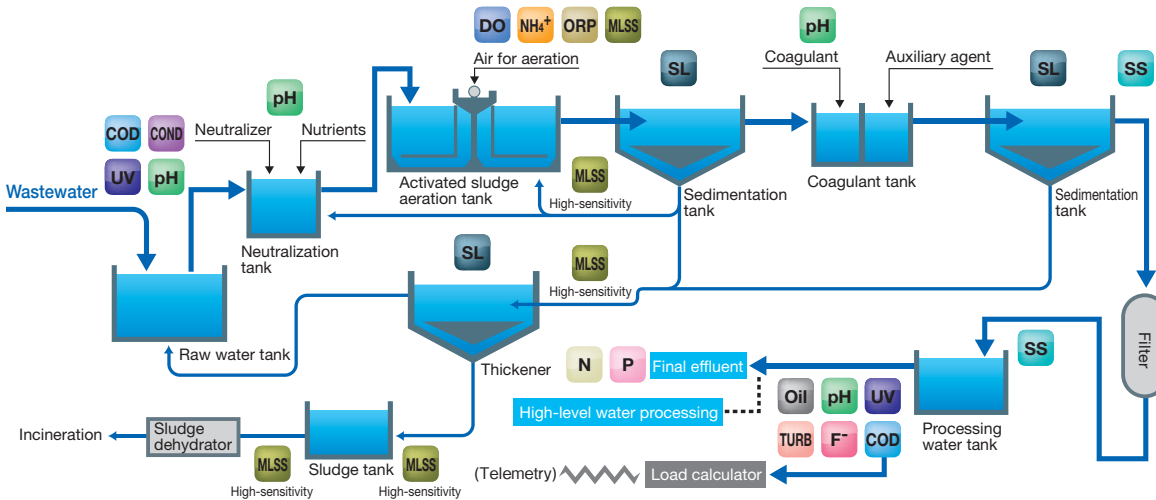 DO
NH₄⁺
ORP
MLSS
Air for aeration
SL
pH
Coagulant
Auxiliary agent
SL
SS
pH
Neutralizer
Nutrients
COD
COND
UV
pH
Wastewater
Activated sludge
aeration tank
MLSS
High-sensitivity
Sedimentation
tank
Coagulant tank
Sedimentation
tank
Neutralization
tank
SL
MLSS
High-sensitivity
Raw water tank
Thickener
Filter
SS
N
P
Final effluent
High-level water processing
Oil
pH
UV
TURB
F⁻
COD
Processing
water tank
Incineration
Sludge
dehydrator
MLSS
High-sensitivity
Sludge tank
MLSS
High-sensitivity
(Telemetry)
Load calculator